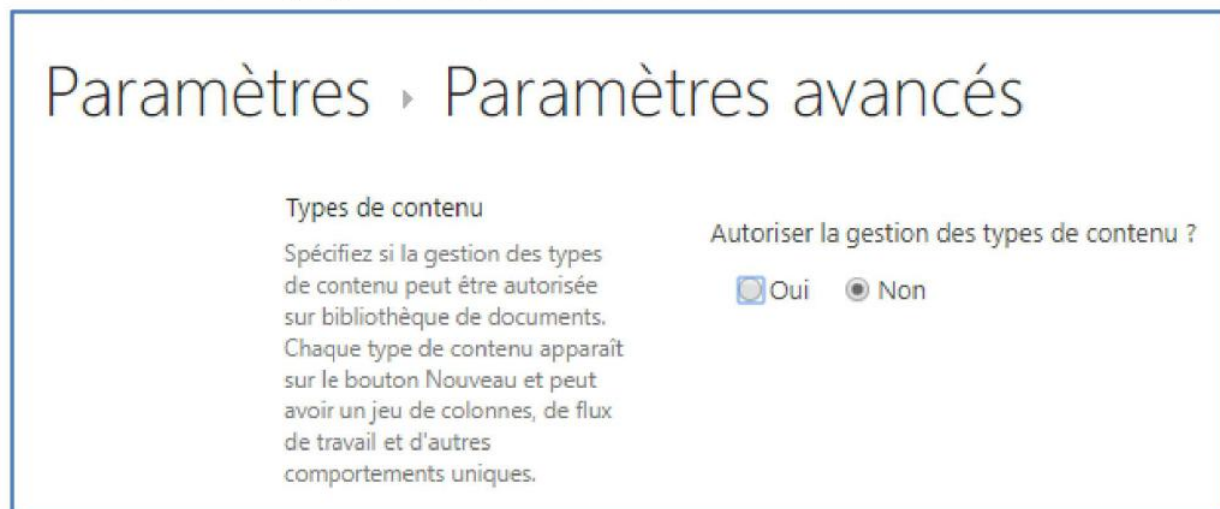 Paramètres ▸ Paramètres avancés
Types de contenu
Spécifiez si la gestion des types
de contenu peut être autorisée
sur bibliothèque de documents.
Chaque type de contenu apparaît
sur le bouton Nouveau et peut
avoir un jeu de colonnes, de flux
de travail et d'autres
comportements uniques.
Autoriser la gestion des types de contenu ?
Oui Non